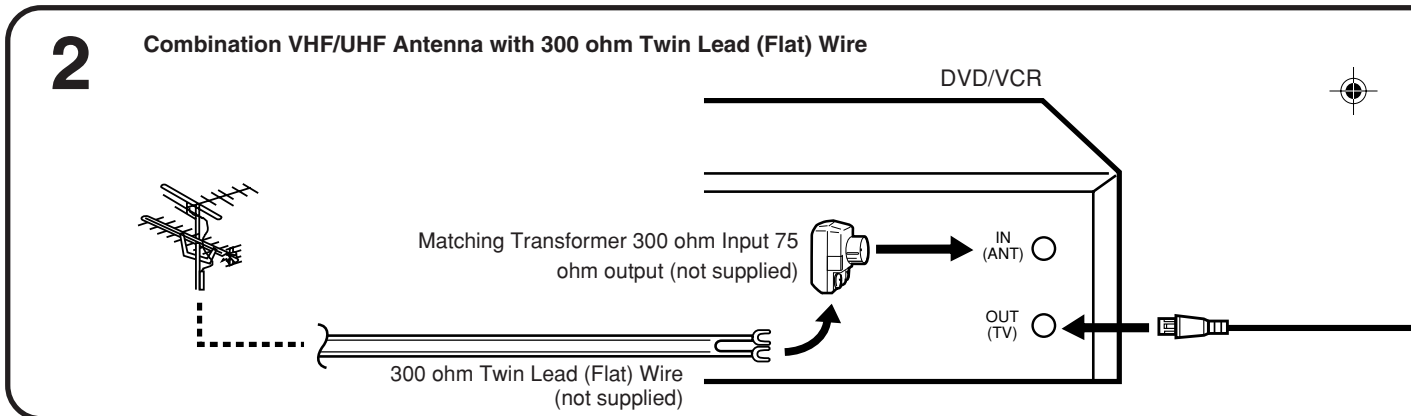 2
Combination VHF/UHF Antenna with 300 ohm Twin Lead (Flat) Wire
DVD/VCR
Matching Transformer 300 ohm Input 75
ohm output (not supplied)
IN
(ANT)
OUT
(TV)
300 ohm Twin Lead (Flat) Wire
(not supplied)